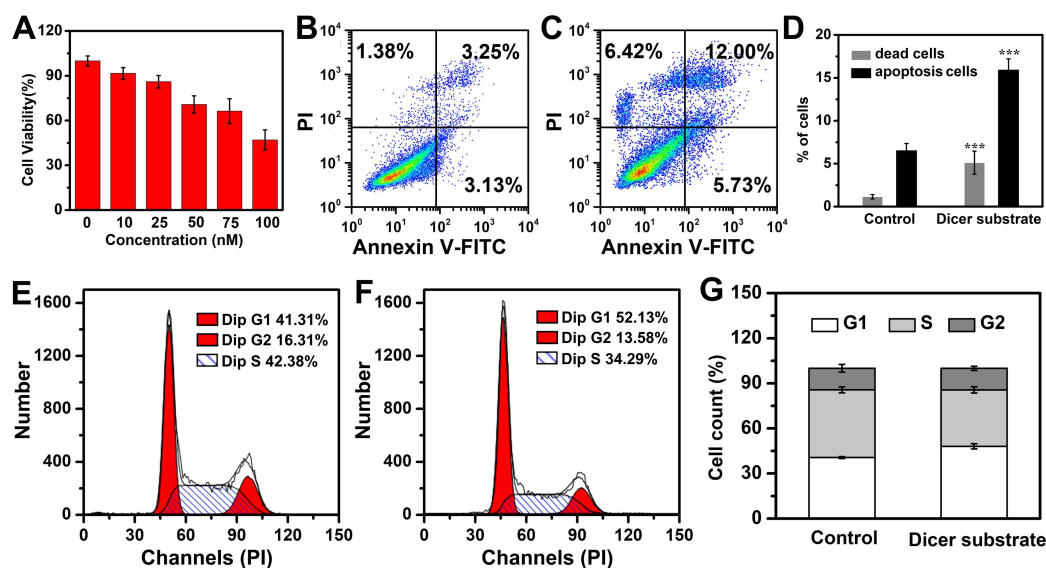 A
Cell Viability(%)
120
90
60
30
0
0 10 25 50 75 100
Concentration (nM)
B
PI
10^5
10^4
10^3
10^2
10^1
10^0
1.38% 3.25%
3.13%
10^0 10^1 10^2 10^3 10^4
Annexin V-FITC
C
PI
10^5
10^4
10^3
10^2
10^1
10^0
6.42% 12.00%
5.73%
10^0 10^1 10^2 10^3 10^4
Annexin V-FITC
D
% of cells
20
15
10
5
0
dead cells
apoptosis cells
***
***
Control Dicer substrate
E
Number
1600
1200
800
400
0
Dip G1 41.31%
Dip G2 16.31%
Dip S 42.38%
0 30 60 90 115 150
Channels (PI)
F
Number
1600
1200
800
400
0
Dip G1 52.13%
Dip G2 13.58%
Dip S 34.29%
0 30 60 90 115 150
Channels (PI)
G
Cell count (%)
150
120
90
60
30
0
G1 S G2
Control Dicer substrate